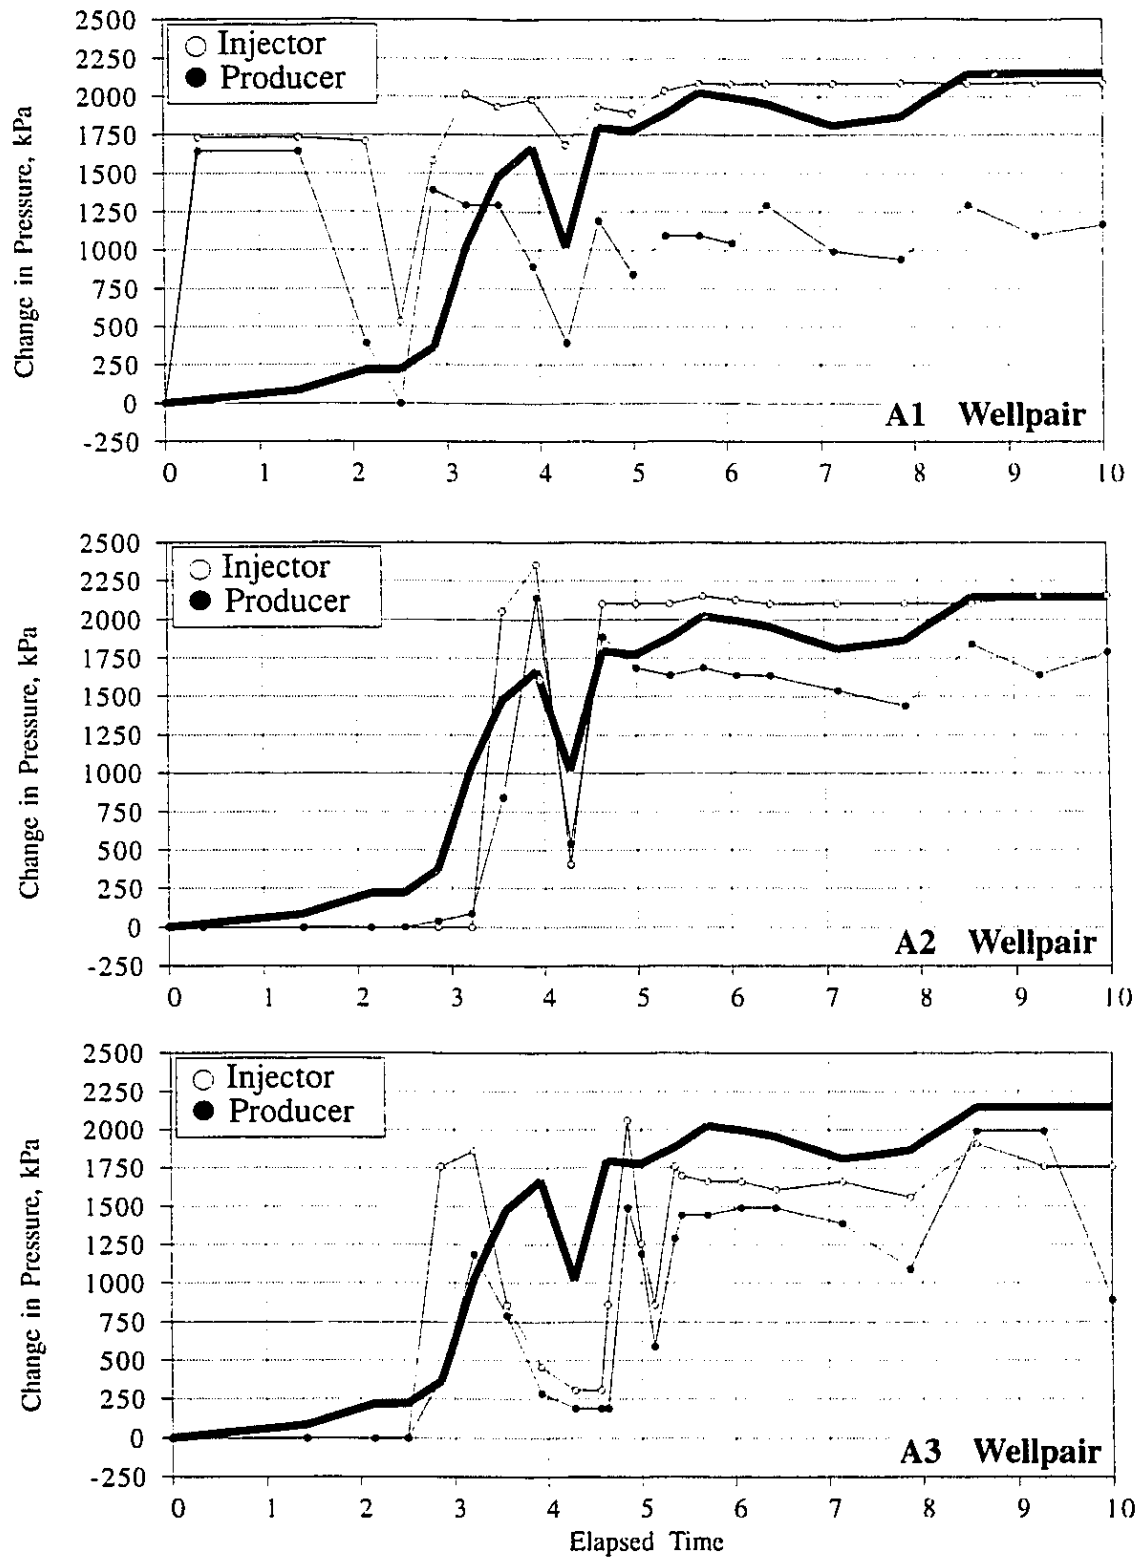 2500
2250
2000
1750
1500
1250
1000
750
500
250
0
-250
Change in Pressure, kPa
Injector
Producer
A1 Wellpair
0 1 2 3 4 5 6 7 8 9 10
2500
2250
2000
1750
1500
1250
1000
750
500
250
0
-250
Change in Pressure, kPa
Injector
Producer
A2 Wellpair
0 1 2 3 4 5 6 7 8 9 10
2500
2250
2000
1750
1500
1250
1000
750
500
250
0
-250
Change in Pressure, kPa
Injector
Producer
A3 Wellpair
0 1 2 3 4 5 6 7 8 9 10
Elapsed Time